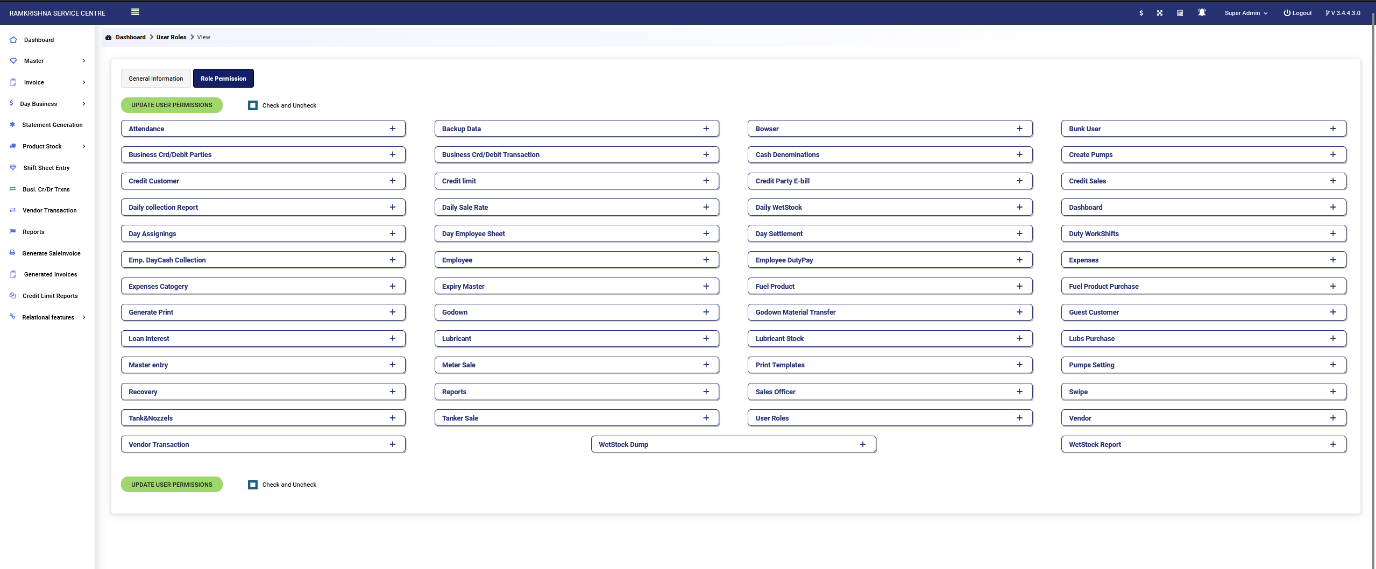 RAMKRISHNA SERVICE CENTRE
$ Super Admin Logout V 3.4.4.3.0
Dashboard
Master
Invoice
$ Day Business
Statement Generation
Product Stock
Shift Sheet Entry
Busi. Cr/Dr Trxns
Vendor Transaction
Reports
Generate SaleInvoice
Generated Invoices
Credit Limit Reports
Relational features
Dashboard > User Roles > View
General Information Role Permission
UPDATE USER PERMISSIONS Check and Uncheck
Attendance + Backup Data + Bowser + Bunk User +
Business Crd/Debit Parties + Business Crd/Debit Transaction + Cash Denominations + Create Pumps +
Credit Customer + Credit limit + Credit Party E-bill + Credit Sales +
Daily collection Report + Daily Sale Rate + Daily WetStock + Dashboard +
Day Assignings + Day Employee Sheet + Day Settlement + Duty WorkShifts +
Emp. DayCash Collection + Employee + Employee DutyPay + Expenses +
Expenses Catogery + Expiry Master + Fuel Product + Fuel Product Purchase +
Generate Print + Godown + Godown Material Transfer + Guest Customer +
Loan Interest + Lubricant + Lubricant Stock + Lubs Purchase +
Master entry + Meter Sale + Print Templates + Pumps Setting +
Recovery + Reports + Sales Officer + Swipe +
Tank&Nozzels + Tanker Sale + User Roles + Vendor +
Vendor Transaction + WetStock Dump + WetStock Report +
UPDATE USER PERMISSIONS Check and Uncheck